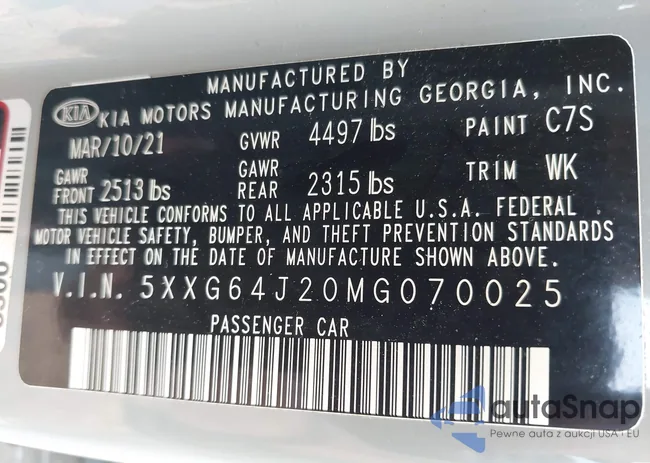 MANUFACTURED BY
KIA KIA MOTORS MANUFACTURING GEORGIA, INC.
MAR/10/21 GVWR 4497 lbs PAINT C7S
GAWR FRONT 2513 lbs GAWR REAR 2315 lbs TRIM WK
THIS VEHICLE CONFORMS TO ALL APPLICABLE U.S.A. FEDERAL
MOTOR VEHICLE SAFETY, BUMPER, AND THEFT PREVENTION STANDARDS
IN EFFECT ON THE DATE OF MANUFACTURE SHOWN ABOVE.
V.I.N. 5XXG64J20MG070025
PASSENGER CAR
autaSnap
Pewne auta z aukcji USA i EU